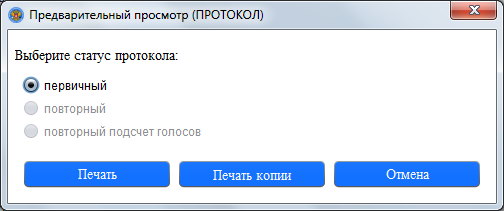 Предварительный просмотр (ПРОТОКОЛ)
Выберите статус протокола:
первичный
повторный
повторный подсчет голосов
Печать Печать копии Отмена